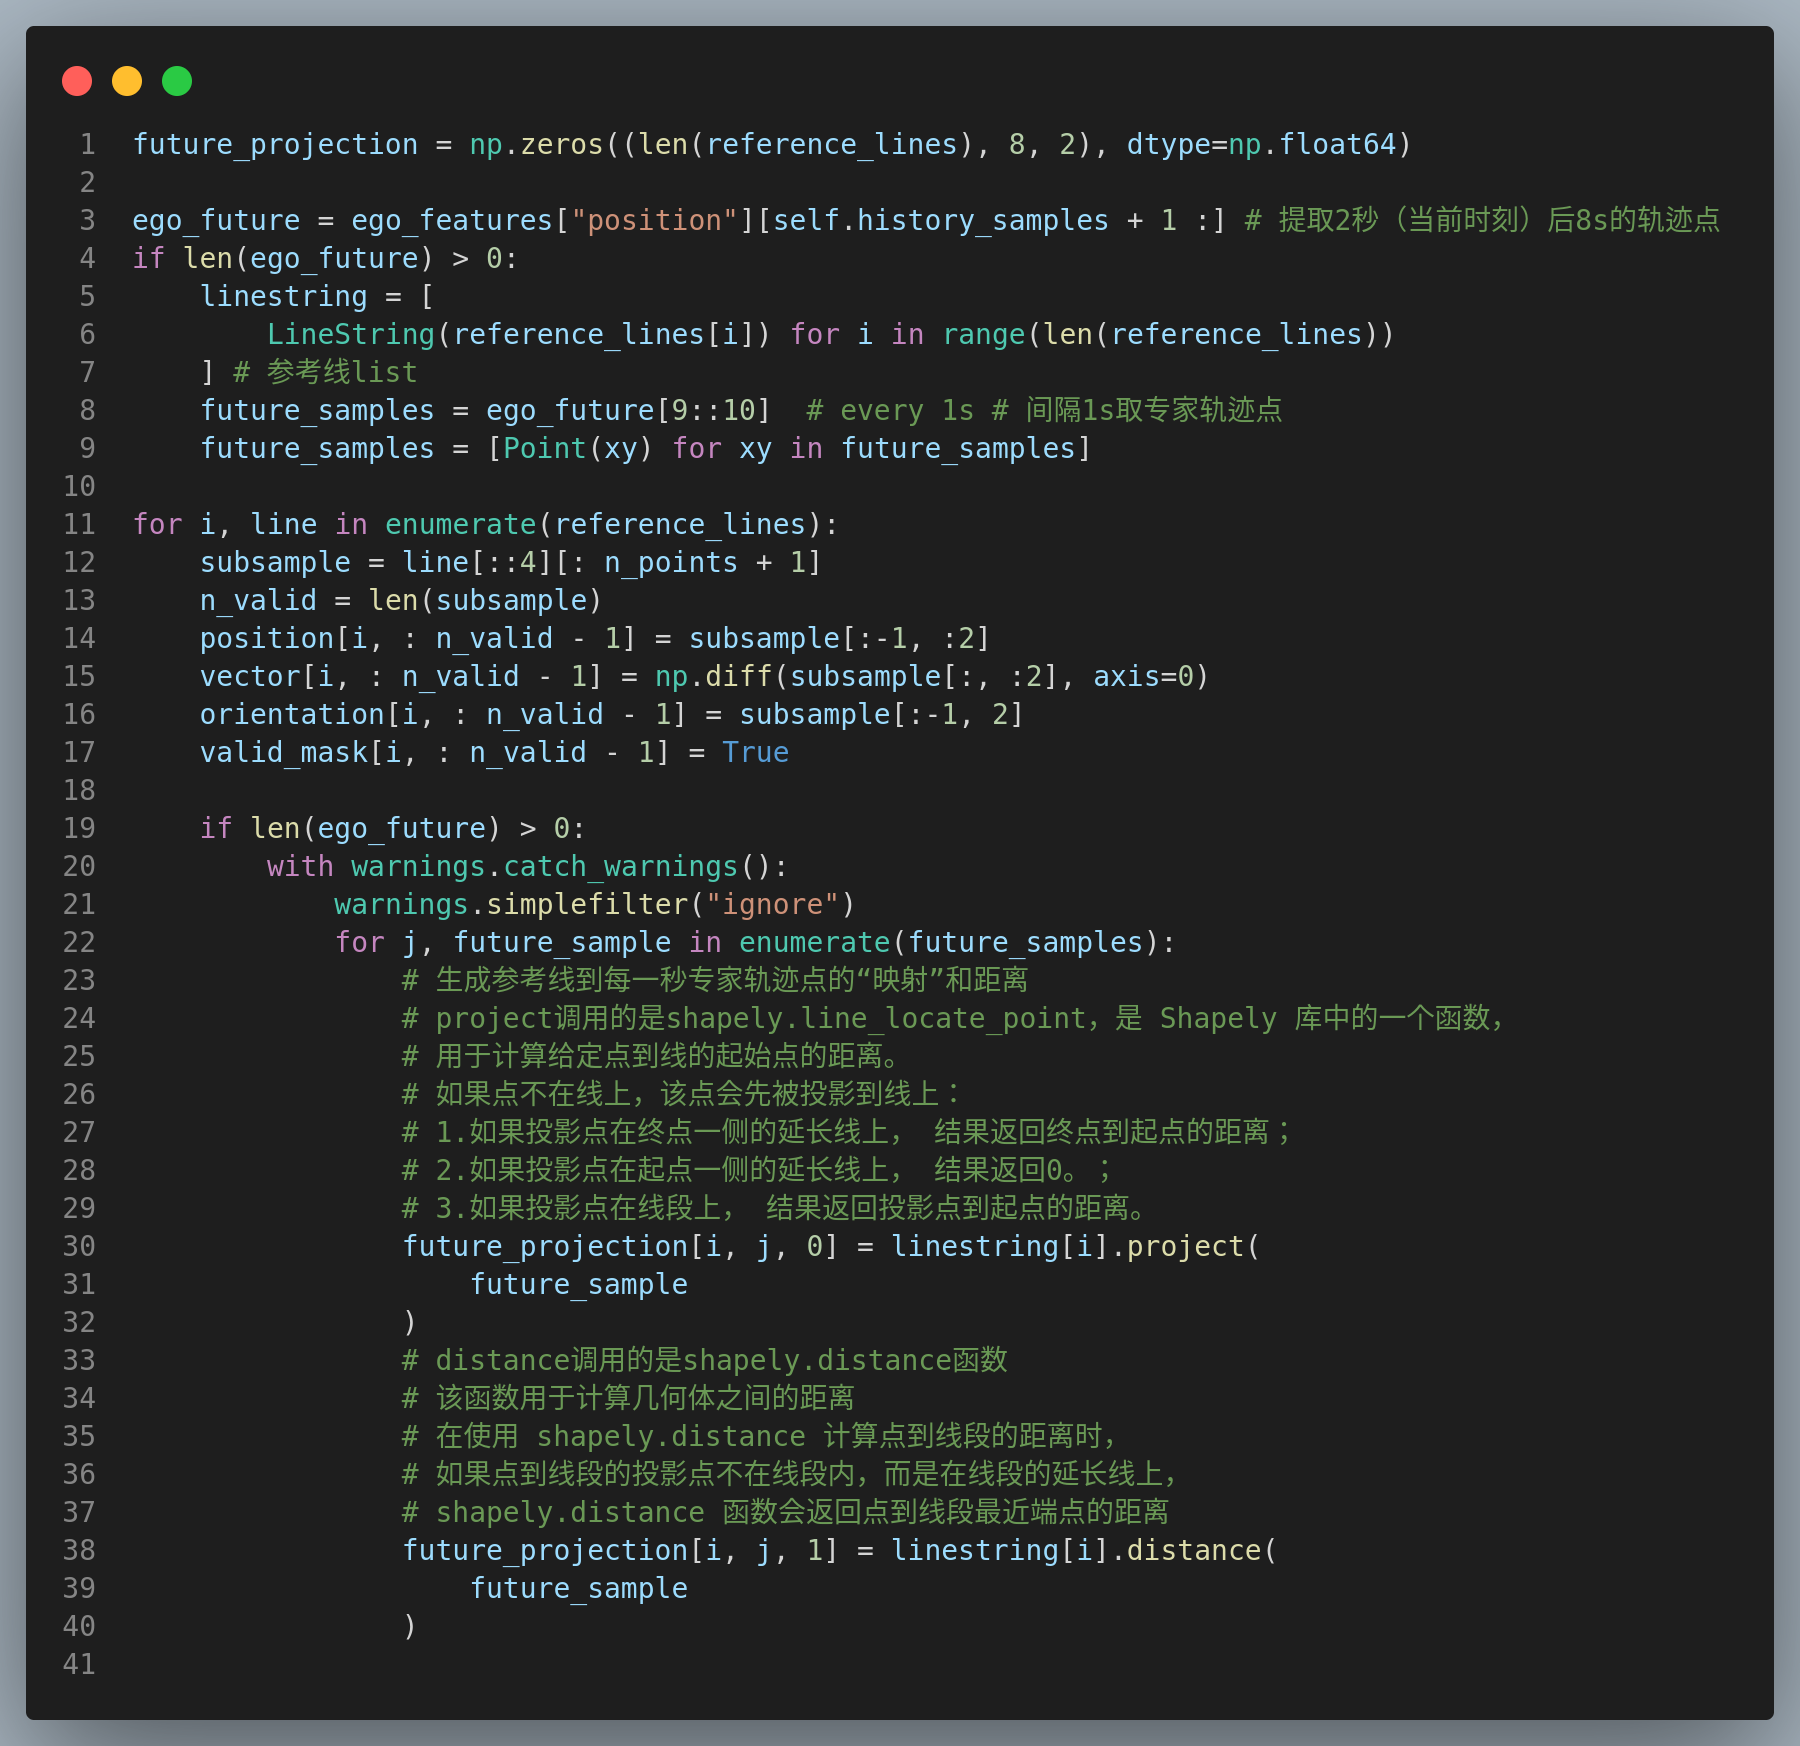 1 future_projection = np.zeros((len(reference_lines), 8, 2), dtype=np.float64)
2
3 ego_future = ego_features["position"][self.history_samples + 1 :] # 提取2秒（当前时刻）后8s的轨迹点
4 if len(ego_future) > 0:
5     linestring = [
6         LineString(reference_lines[i]) for i in range(len(reference_lines))
7     ] # 参考线list
8     future_samples = ego_future[9::10]  # every 1s # 间隔1s取专家轨迹点
9     future_samples = [Point(xy) for xy in future_samples]
10
11 for i, line in enumerate(reference_lines):
12     subsample = line[::4][: n_points + 1]
13     n_valid = len(subsample)
14     position[i, : n_valid - 1] = subsample[:-1, :2]
15     vector[i, : n_valid - 1] = np.diff(subsample[:, :2], axis=0)
16     orientation[i, : n_valid - 1] = subsample[:-1, 2]
17     valid_mask[i, : n_valid - 1] = True
18
19     if len(ego_future) > 0:
20         with warnings.catch_warnings():
21             warnings.simplefilter("ignore")
22             for j, future_sample in enumerate(future_samples):
23                 # 生成参考线到每一秒专家轨迹点的“映射”和距离
24                 # project调用的是shapely.line_locate_point，是 Shapely 库中的一个函数，
25                 # 用于计算给定点到线的起始点的距离。
26                 # 如果点不在线上，该点会先被投影到线上：
27                 # 1.如果投影点在终点一侧的延长线上， 结果返回终点到起点的距离；
28                 # 2.如果投影点在起点一侧的延长线上， 结果返回0。；
29                 # 3.如果投影点在线段上， 结果返回投影点到起点的距离。
30                 future_projection[i, j, 0] = linestring[i].project(
31                     future_sample
32                 )
33                 # distance调用的是shapely.distance函数
34                 # 该函数用于计算几何体之间的距离
35                 # 在使用 shapely.distance 计算点到线段的距离时，
36                 # 如果点到线段的投影点不在线段内，而是在线段的延长线上，
37                 # shapely.distance 函数会返回点到线段最近端点的距离
38                 future_projection[i, j, 1] = linestring[i].distance(
39                     future_sample
40                 )
41